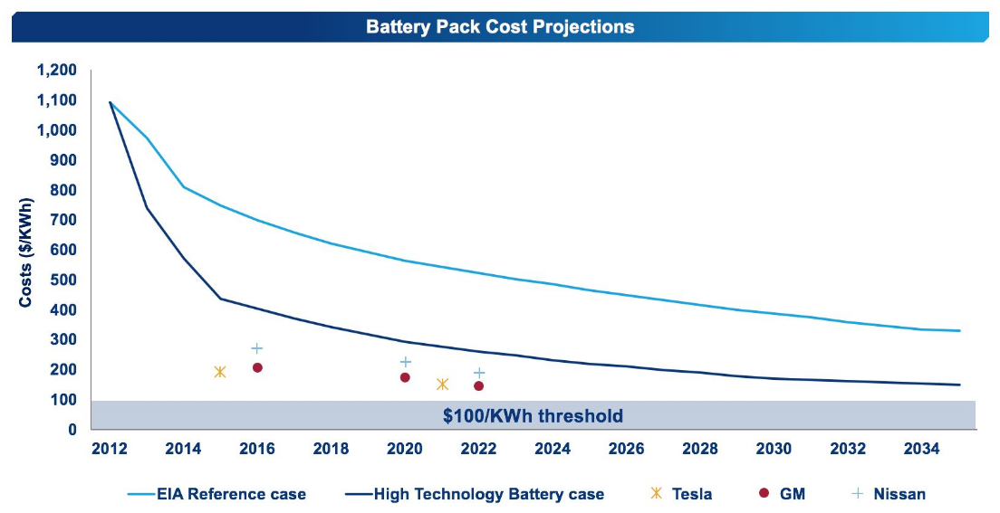 Battery Pack Cost Projections
Costs ($/KWh)
1,200
1,100
1,000
900
800
700
600
500
400
300
200
100
0
$100/KWh threshold
2012 2014 2016 2018 2020 2022 2024 2026 2028 2030 2032 2034
EIA Reference case High Technology Battery case Tesla GM Nissan